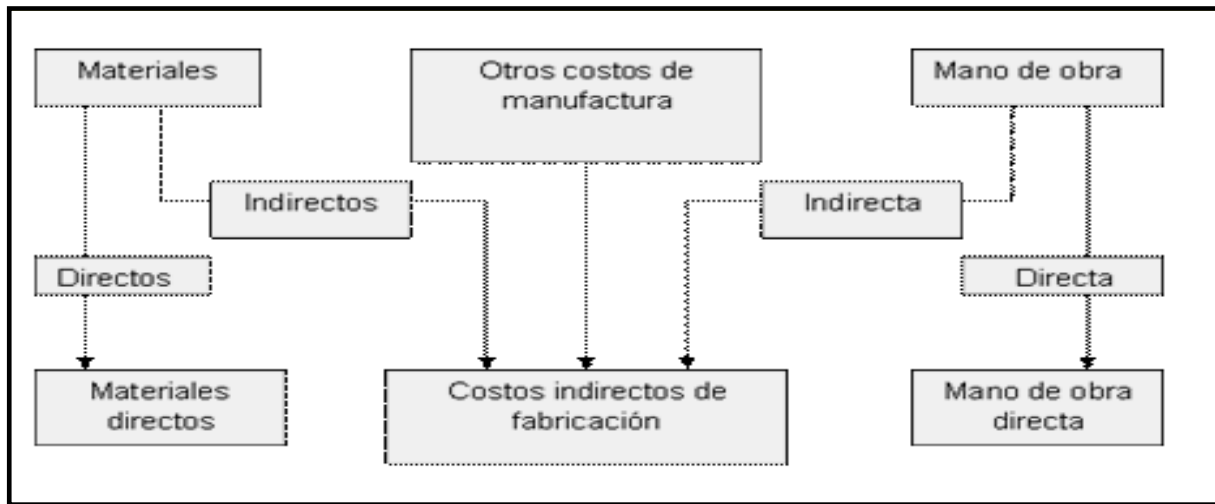 Materiales
Otros costos de
manufactura
Mano de obra
Indirectos
Indirecta
Directos
Directa
Materiales
directos
Costos indirectos de
fabricación
Mano de obra
directa